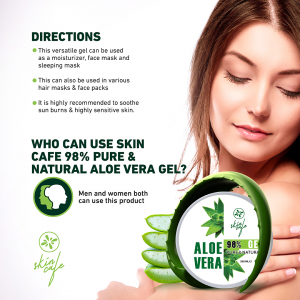 DIRECTIONS
This versatile gel can be used
as a moisturizer, face mask and
sleeping mask
This can also be used in various
hair masks & face packs
It is highly recommended to soothe
sun burns & highly sensitive skin.
WHO CAN USE SKIN
CAFE 98% PURE &
NATURAL ALOE VERA GEL?
Men and women both
can use this product
skin
cafe
skin
cafe
ALOE
VERA
98% GE